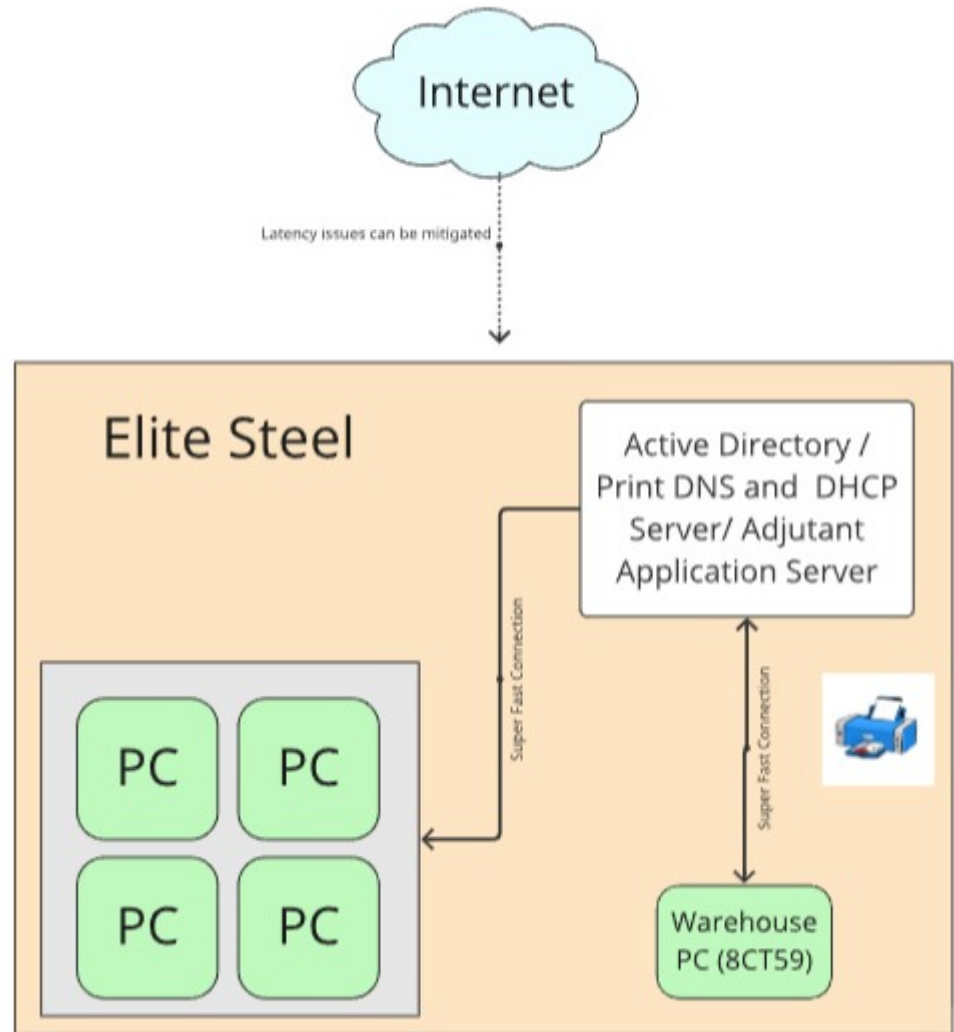 Internet
Latency issues can be mitigated
Elite Steel
Active Directory /
Print DNS and DHCP
Server/ Adjutant
Application Server
Super Fast Connection
Super Fast Connection
PC
PC
PC
PC
Warehouse
PC (8CT59)